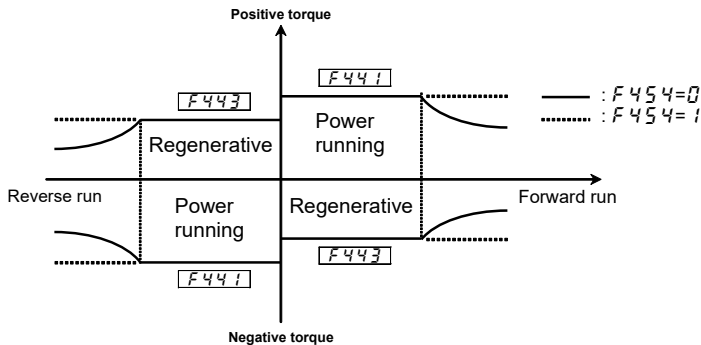 Positive torque
F441
F443
: F454=0
: F454=1
Power
running
Regenerative
Reverse run
Forward run
Power
running
Regenerative
F443
F441
Negative torque